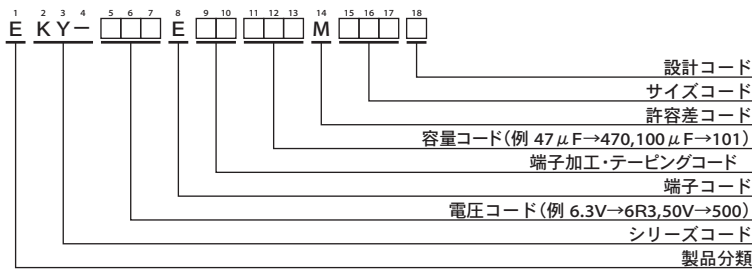 1 2 3 4 5 6 7 8 9 10 11 12 13 14 15 16 17 18
E KY− □□□ E □□ □□□ M □□□ □
設計コード
サイズコード
許容差コード
容量コード(例 47μF→470,100μF→101)
端子加工・テーピングコード
端子コード
電圧コード(例 6.3V→6R3,50V→500)
シリーズコード
製品分類